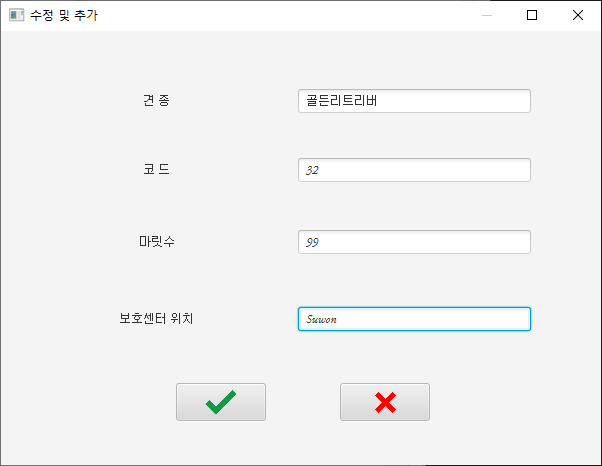 수정 및 추가
견 종 골든리트리버
코 드 32
마릿수 99
보호센터 위치 Suwon